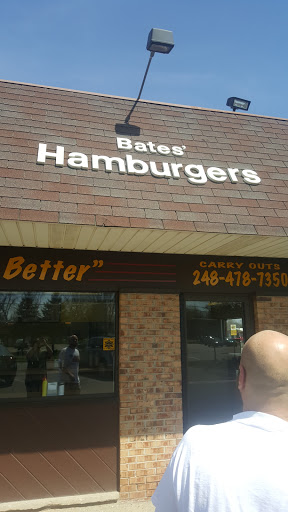 Bates'
Hamburgers
Better"
CARRY OUTS
248-478-7350